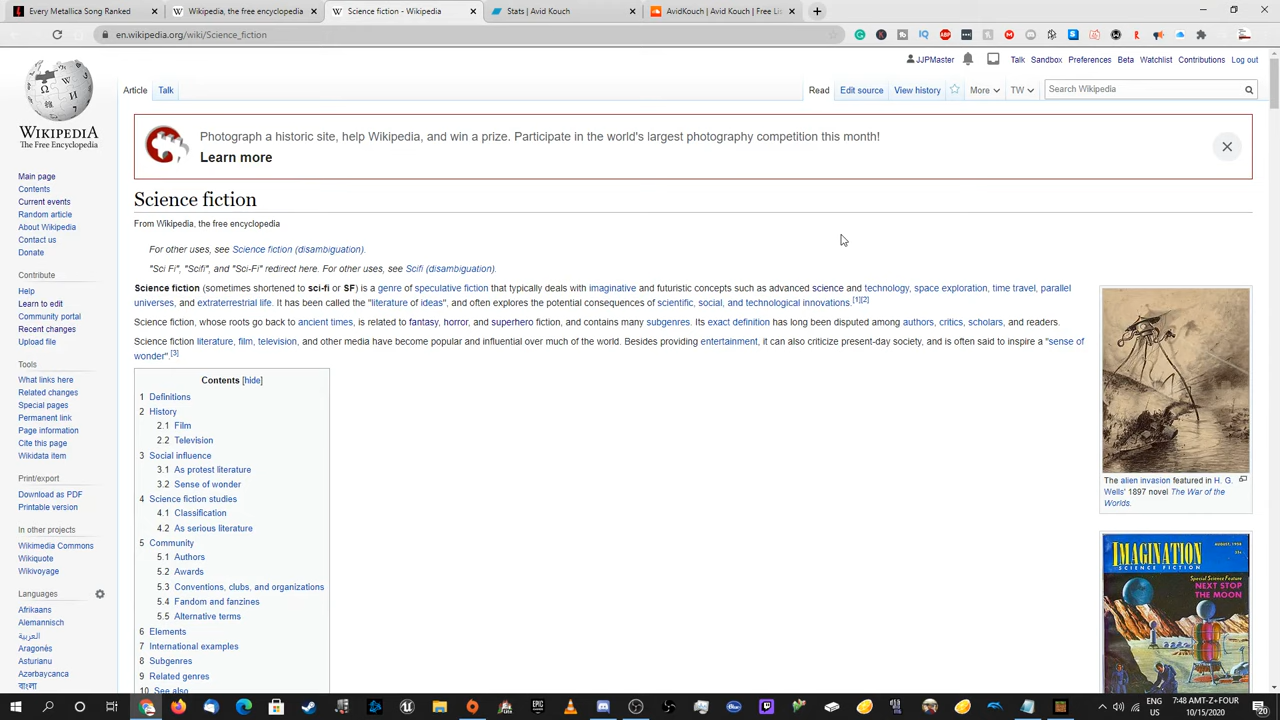 Every Metallica Song Ranked
Wikipedia, the free encyclopedia
Science fiction - Wikipedia
Stats | Avid Kouch
AvidKouch | Avid Kouch | Free Lis
en.wikipedia.org/wiki/Science_fiction
JJPMaster Talk Sandbox Preferences Beta Watchlist Contributions Log out
Article Talk Read Edit source View history More TW Search Wikipedia
WIKIPEDIA
The Free Encyclopedia
Main page
Contents
Current events
Random article
About Wikipedia
Contact us
Donate
Contribute
Help
Learn to edit
Community portal
Recent changes
Upload file
Tools
What links here
Related changes
Special pages
Permanent link
Page information
Cite this page
Wikidata item
Print/export
Download as PDF
Printable version
In other projects
Wikimedia Commons
Wikiquote
Wikivoyage
Languages
Afrikaans
Alemannisch
العربية
Aragonés
Asturianu
Azərbaycanca
বাংলা
Photograph a historic site, help Wikipedia, and win a prize. Participate in the world's largest photography competition this month!
Learn more
Science fiction
From Wikipedia, the free encyclopedia
For other uses, see Science fiction (disambiguation).
"Sci Fi", "Scifi", and "Sci-Fi" redirect here. For other uses, see Scifi (disambiguation).
Science fiction (sometimes shortened to sci-fi or SF) is a genre of speculative fiction that typically deals with imaginative and futuristic concepts such as advanced science and technology, space exploration, time travel, parallel
universes, and extraterrestrial life. It has been called the "literature of ideas", and often explores the potential consequences of scientific, social, and technological innovations.[1][2]
Science fiction, whose roots go back to ancient times, is related to fantasy, horror, and superhero fiction, and contains many subgenres. Its exact definition has long been disputed among authors, critics, scholars, and readers.
Science fiction literature, film, television, and other media have become popular and influential over much of the world. Besides providing entertainment, it can also criticize present-day society, and is often said to inspire a "sense of
wonder".[3]
Contents [hide]
1 Definitions
2 History
2.1 Film
2.2 Television
3 Social influence
3.1 As protest literature
3.2 Sense of wonder
4 Science fiction studies
4.1 Classification
4.2 As serious literature
5 Community
5.1 Authors
5.2 Awards
5.3 Conventions, clubs, and organizations
5.4 Fandom and fanzines
5.5 Alternative terms
6 Elements
7 International examples
8 Subgenres
9 Related genres
10 See also
The alien invasion featured in H. G.
Wells' 1897 novel The War of the
Worlds.
IMAGINATION
SCIENCE FICTION
Special Science Feature
NEXT STOP
THE MOON
ENG
US
7:48 AMT-Z+FOUR
10/15/2020